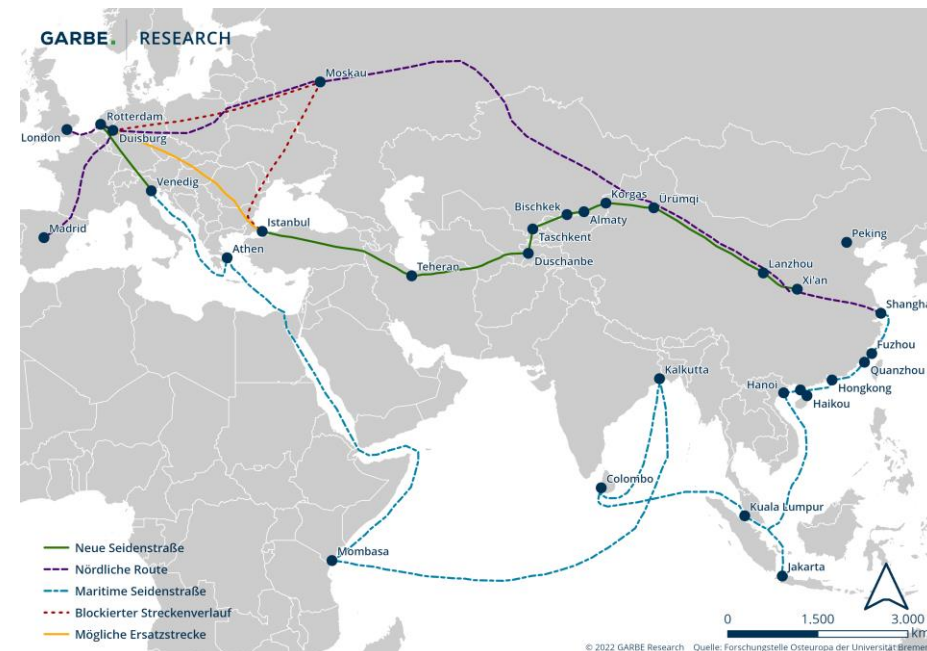 GARBE. RESEARCH
Moskau
Rotterdam
London
Duisburg
Venedig
Madrid
Istanbul
Athen
Teheran
Bischkek
Korgas
Ürümqi
Almaty
Taschkent
Duschanbe
Peking
Lanzhou
Xi'an
Shangha
Fuzhou
Quanzhou
Kalkutta
Hanoi
Hongkong
Haikou
Colombo
Kuala Lumpur
Mombasa
Jakarta
Neue Seidenstraße
Nördliche Route
Maritime Seidenstraße
Blockierter Streckenverlauf
Mögliche Ersatzstrecke
0 1.500 3.000
km
© 2022 GARBE Research Quelle: Forschungstelle Osteuropa der Universität Bremen